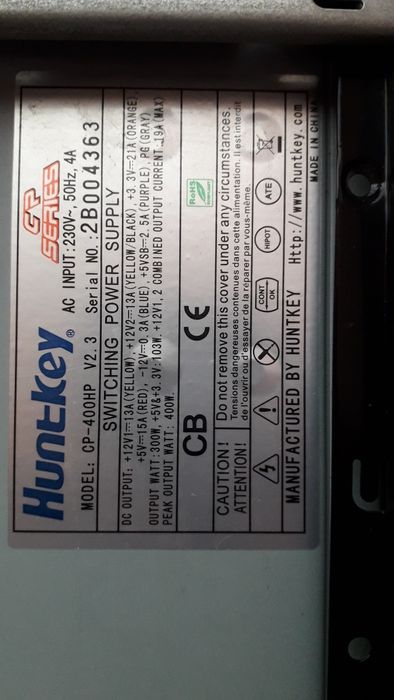 Huntkey® CP SERIES
MODEL: CP-400HP V2.3 AC INPUT:230V~,50Hz,4A
Serial NO.:2B004363
SWITCHING POWER SUPPLY
DC OUTPUT: +12V1⎓13A(YELLOW), +12V2⎓13A(YELLOW/BLACK), +3.3V⎓21A(ORANGE)
+5V⎓15A(RED), -12V⎓0.3A(BLUE), +5VSB⎓2.5A(PURPLE), PG(GRAY)
OUTPUT WATT:300W, +5V&+3.3V:103W, +12V1,2 COMBINED OUTPUT CURRENT:19A(MAX)
PEAK OUTPUT WATT: 400W.
CB CE RoHS
CAUTION! Do not remove this cover under any circumstances.
ATTENTION! Tensions dangereuses contenues dans cette alimentation. Il est interdit
de l'ouvrir ou d'essayer de la réparer par vous-même.
CONT OK HIPOT ATE
MANUFACTURED BY HUNTKEY Http://www.huntkey.com
MADE IN CHINA